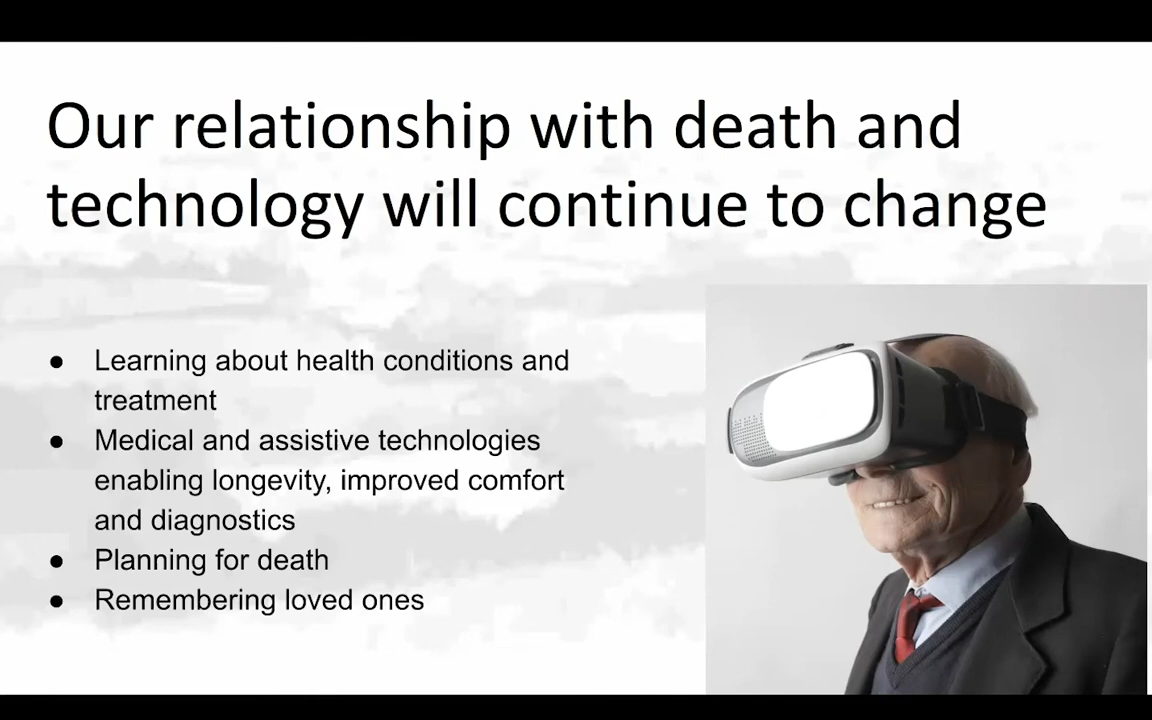 Our relationship with death and
technology will continue to change
● Learning about health conditions and
treatment
● Medical and assistive technologies
enabling longevity, improved comfort
and diagnostics
● Planning for death
● Remembering loved ones